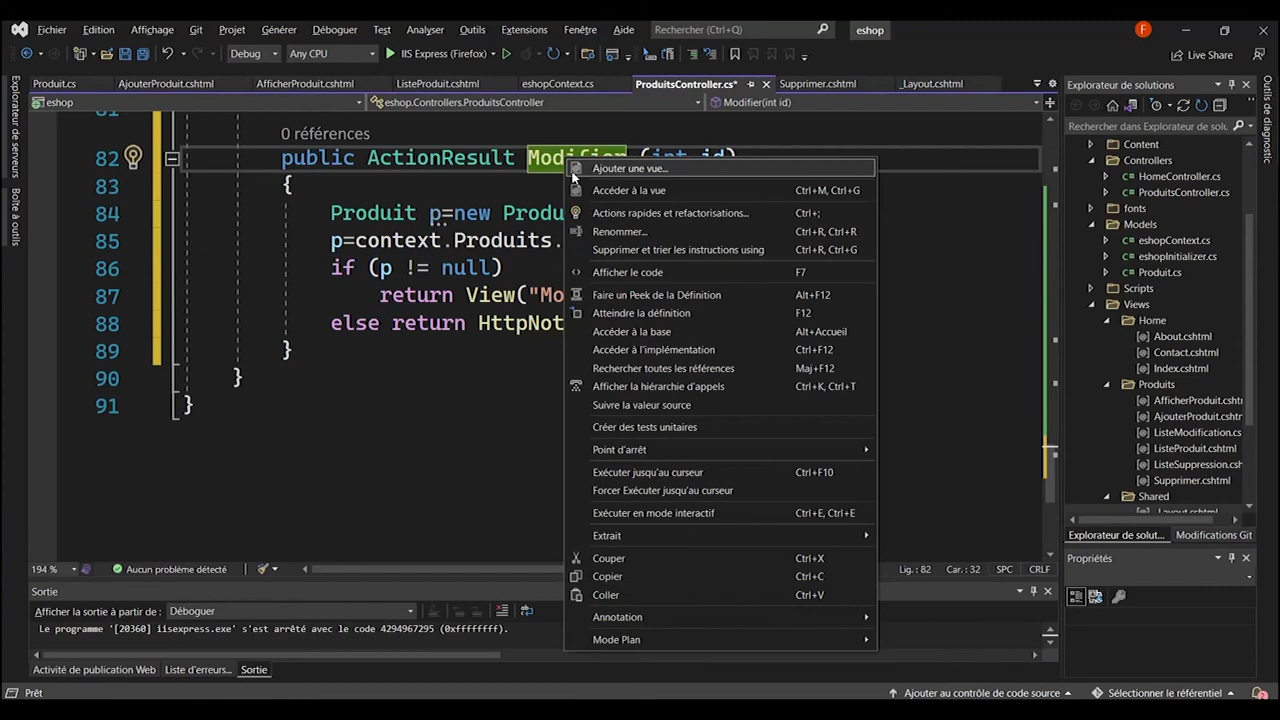 Fichier Edition Affichage Git Projet Générer Déboguer Test Analyser Outils Extensions Fenêtre Aide Rechercher (Ctrl+Q) eshop F
Debug Any CPU IIS Express (Firefox) Live Share
Produit.cs AjouterProduit.cshtml AfficherProduit.cshtml ListeProduit.cshtml eshopContext.cs ProduitsController.cs* Supprimer.cshtml _Layout.cshtml
eshop eshop.Controllers.ProduitsController Modifier(int id)
Explorateur de serveurs
Boîte à outils
81
0 références
82 public ActionResult Modifier (int id)
83 {
84 Produit p=new Produ
85 p=context.Produits.
86 if (p != null)
87 return View("Mo
88 else return HttpNot
89 }
90 }
91 }
Ajouter une vue...
Accéder à la vue Ctrl+M, Ctrl+G
Actions rapides et refactorisations... Ctrl+;
Renommer... Ctrl+R, Ctrl+R
Supprimer et trier les instructions using Ctrl+R, Ctrl+G
Afficher le code F7
Faire un Peek de la Définition Alt+F12
Atteindre la définition F12
Accéder à la base Alt+Accueil
Accéder à l'implémentation Ctrl+F12
Rechercher toutes les références Maj+F12
Afficher la hiérarchie d'appels Ctrl+K, Ctrl+T
Suivre la valeur source
Créer des tests unitaires
Point d'arrêt
Exécuter jusqu'au curseur Ctrl+F10
Forcer Exécuter jusqu'au curseur
Exécuter en mode interactif Ctrl+E, Ctrl+E
Extrait
Couper Ctrl+X
Copier Ctrl+C
Coller Ctrl+V
Annotation
Mode Plan
Explorateur de solutions
Rechercher dans Explorateur de solu
Content
Controllers
HomeController.cs
ProduitsController.cs
fonts
Models
eshopContext.cs
eshopInitializer.cs
Produit.cs
Scripts
Views
Home
About.cshtml
Contact.cshtml
Index.cshtml
Produits
AfficherProduit.cshtm
AjouterProduit.cshtm
ListeModification.cs
ListeProduit.cshtml
ListeSuppression.csh
Supprimer.cshtml
Shared
_Layout.cshtml
Explorateur de solut... Modifications Git
Propriétés
Outils de diagnostic
194 % Aucun problème détecté Lig. : 82 Car. : 32 SPC CRLF
Sortie
Afficher la sortie à partir de : Déboguer
Le programme '[20360] iisexpress.exe' s'est arrêté avec le code 4294967295 (0xffffffff).
Activité de publication Web Liste d'erreurs... Sortie
Prêt Ajouter au contrôle de code source Sélectionner le référentiel 2